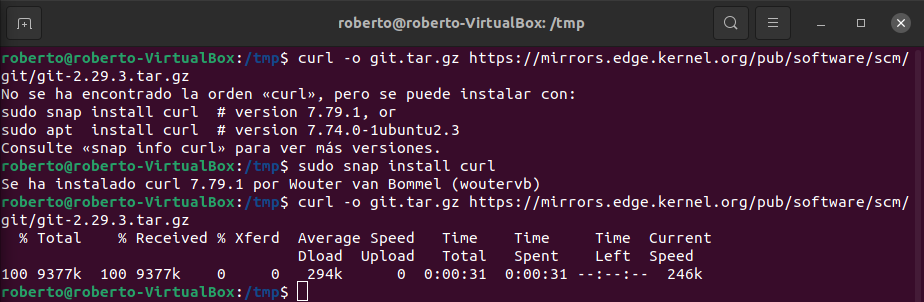 roberto@roberto-VirtualBox: /tmp
roberto@roberto-VirtualBox:/tmp$ curl -o git.tar.gz https://mirrors.edge.kernel.org/pub/software/scm/
git/git-2.29.3.tar.gz
No se ha encontrado la orden «curl», pero se puede instalar con:
sudo snap install curl  # version 7.79.1, or
sudo apt  install curl  # version 7.74.0-1ubuntu2.3
Consulte «snap info curl» para ver más versiones.
roberto@roberto-VirtualBox:/tmp$ sudo snap install curl
Se ha instalado curl 7.79.1 por Wouter van Bommel (woutervb)
roberto@roberto-VirtualBox:/tmp$ curl -o git.tar.gz https://mirrors.edge.kernel.org/pub/software/scm/
git/git-2.29.3.tar.gz
  % Total    % Received % Xferd  Average Speed   Time    Time     Time  Current
                                 Dload  Upload   Total   Spent    Left  Speed
100 9377k  100 9377k    0     0   294k      0  0:00:31  0:00:31 --:--:--  246k
roberto@roberto-VirtualBox:/tmp$